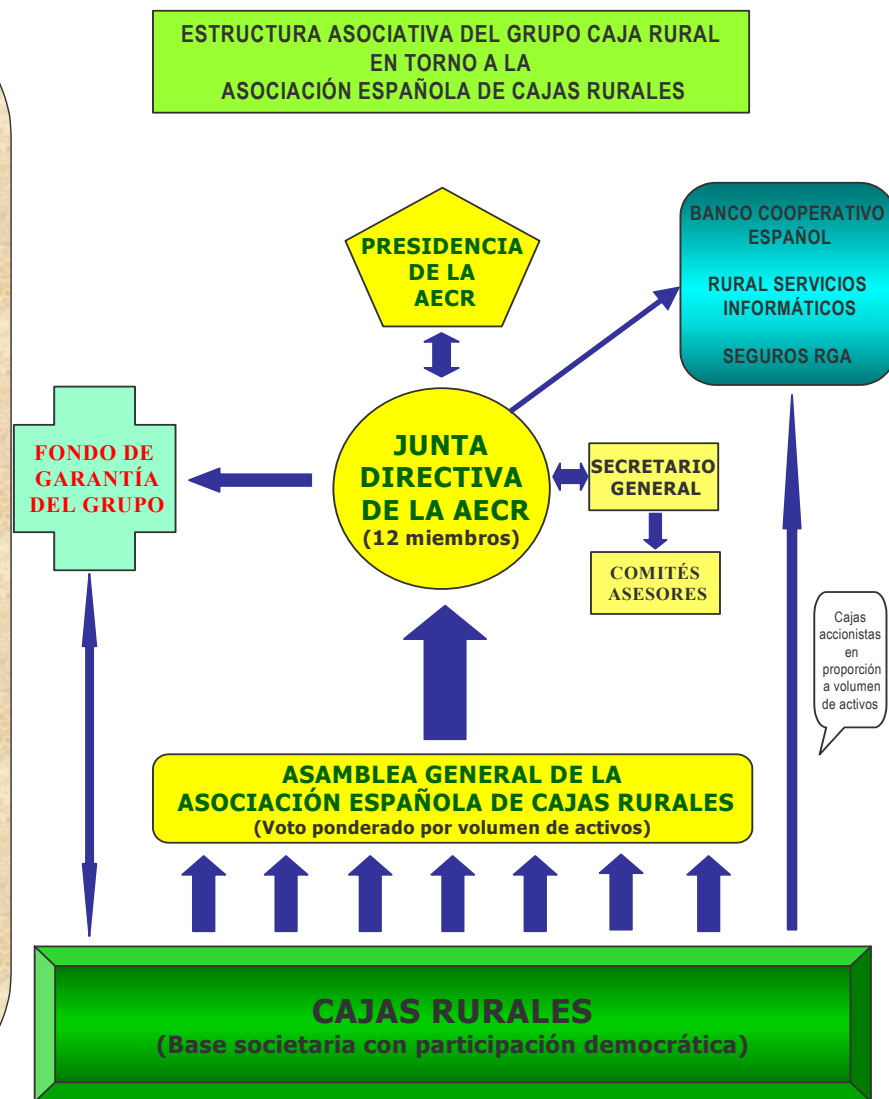 ESTRUCTURA ASOCIATIVA DEL GRUPO CAJA RURAL
EN TORNO A LA
ASOCIACIÓN ESPAÑOLA DE CAJAS RURALES
PRESIDENCIA
DE LA
AECR
BANCO COOPERATIVO
ESPAÑOL
RURAL SERVICIOS
INFORMÁTICOS
SEGUROS RGA
FONDO DE
GARANTÍA
DEL GRUPO
JUNTA
DIRECTIVA
DE LA AECR
(12 miembros)
SECRETARIO
GENERAL
COMITÉS
ASESORES
Cajas
accionistas
en
proporción
a volumen
de activos
ASAMBLEA GENERAL DE LA
ASOCIACIÓN ESPAÑOLA DE CAJAS RURALES
(Voto ponderado por volumen de activos)
CAJAS RURALES
(Base societaria con participación democrática)